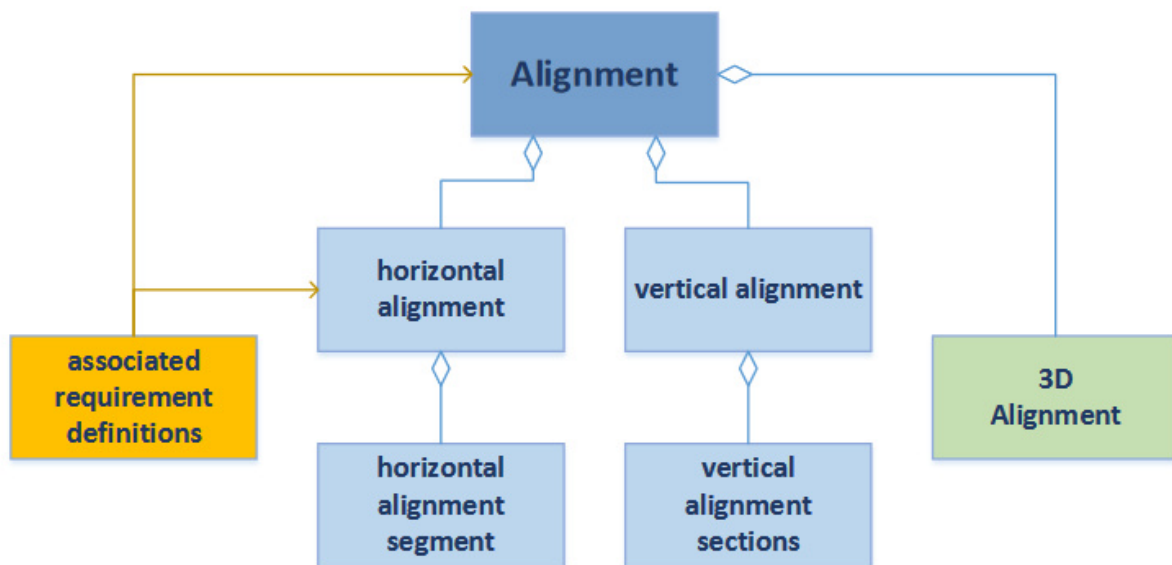 Alignment
horizontal
alignment
vertical alignment
associated
requirement
definitions
3D
Alignment
horizontal
alignment
segment
vertical
alignment
sections